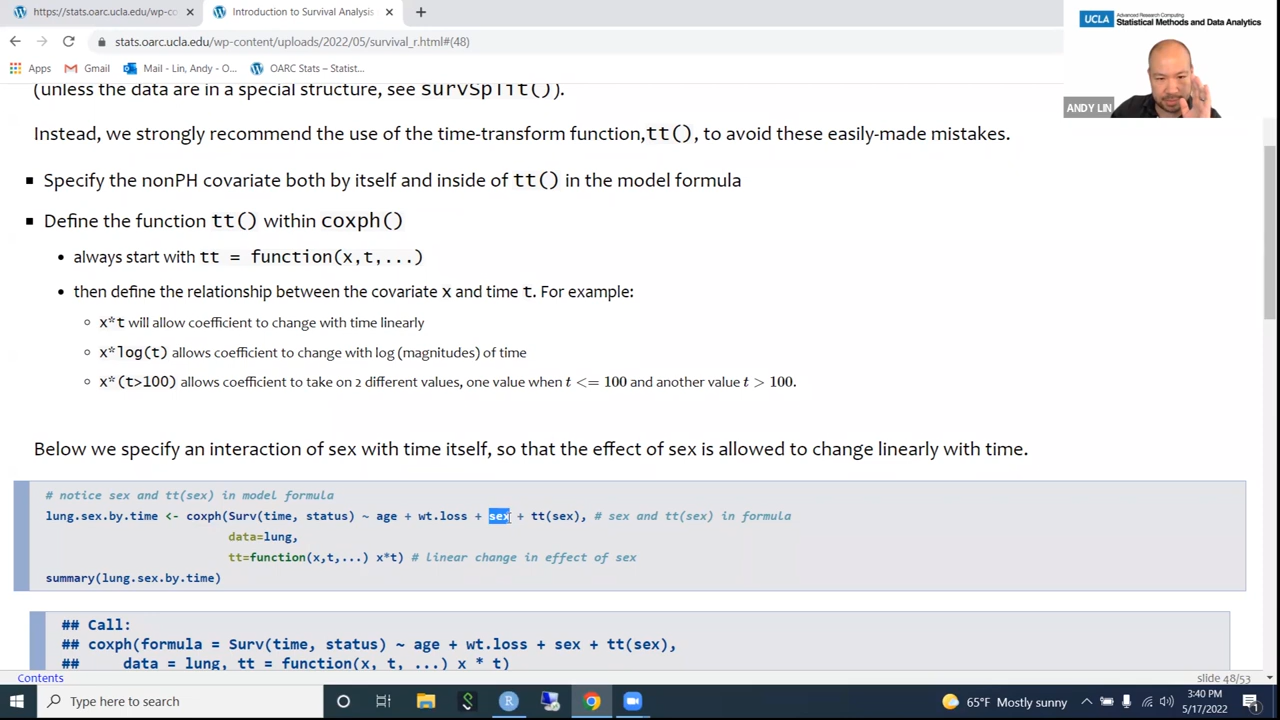 https://stats.oarc.ucla.edu/wp-co
Introduction to Survival Analysis
stats.oarc.ucla.edu/wp-content/uploads/2022/05/survival_r.html#(48)
Apps
Gmail
Mail - Lin, Andy - O...
OARC Stats – Statist...
UCLA
Advanced Research Computing
Statistical Methods and Data Analytics
ANDY LIN
(unless the data are in a special structure, see survSplit()).
Instead, we strongly recommend the use of the time-transform function,tt(), to avoid these easily-made mistakes.
Specify the nonPH covariate both by itself and inside of tt() in the model formula
Define the function tt() within coxph()
always start with tt = function(x,t,...)
then define the relationship between the covariate x and time t. For example:
x*t will allow coefficient to change with time linearly
x*log(t) allows coefficient to change with log (magnitudes) of time
x*(t>100) allows coefficient to take on 2 different values, one value when t <= 100 and another value t > 100.
Below we specify an interaction of sex with time itself, so that the effect of sex is allowed to change linearly with time.
# notice sex and tt(sex) in model formula
lung.sex.by.time <- coxph(Surv(time, status) ~ age + wt.loss + sex + tt(sex), # sex and tt(sex) in formula
data=lung,
tt=function(x,t,...) x*t) # linear change in effect of sex
summary(lung.sex.by.time)
## Call:
## coxph(formula = Surv(time, status) ~ age + wt.loss + sex + tt(sex),
## data = lung, tt = function(x, t, ...) x * t)
Contents
slide 48/53
Type here to search
65°F Mostly sunny
3:40 PM
5/17/2022